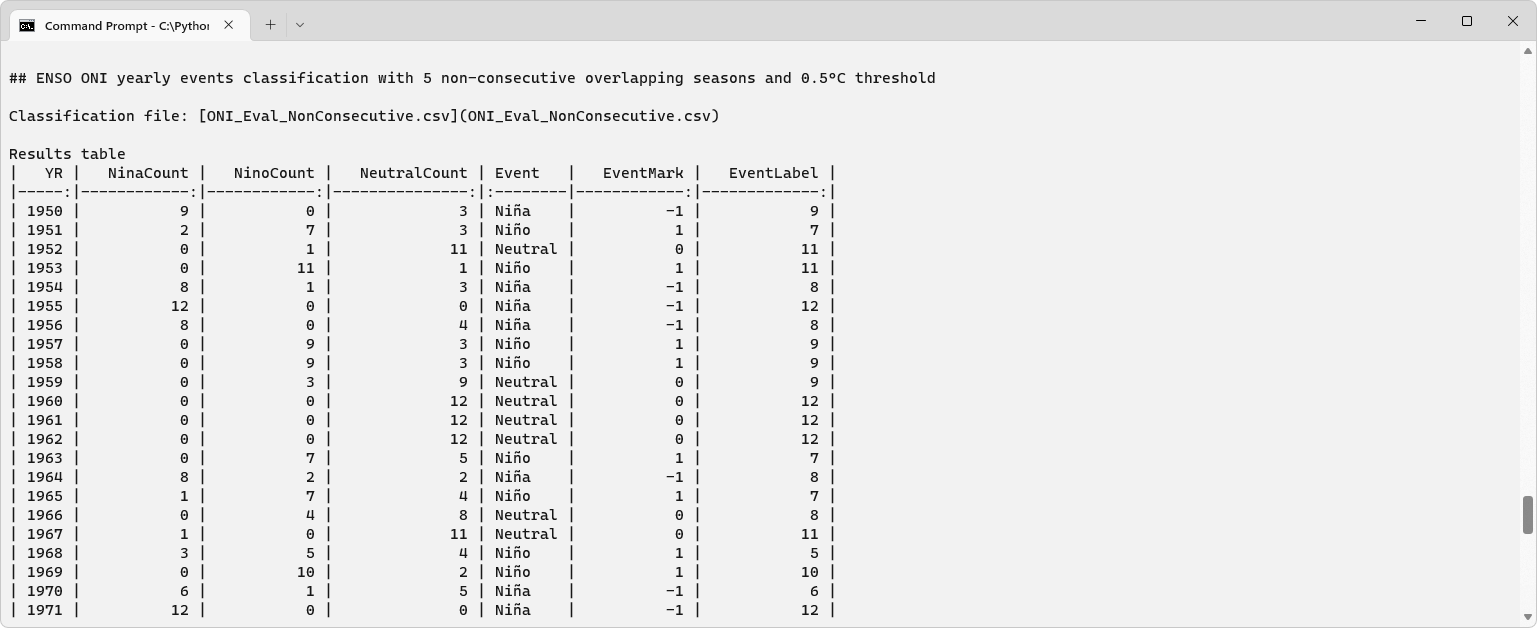 Command Prompt - C:\Python
## ENSO ONI yearly events classification with 5 non-consecutive overlapping seasons and 0.5°C threshold
Classification file: [ONI_Eval_NonConsecutive.csv](ONI_Eval_NonConsecutive.csv)
Results table
|   YR |   NinaCount |   NinoCount |   NeutralCount | Event   |   EventMark |   EventLabel |
|-----:|------------:|------------:|---------------:|:--------|------------:|-------------:|
| 1950 |           9 |           0 |              3 | Niña    |          -1 |            9 |
| 1951 |           2 |           7 |              3 | Niño    |           1 |            7 |
| 1952 |           0 |           1 |             11 | Neutral |           0 |           11 |
| 1953 |           0 |          11 |              1 | Niño    |           1 |           11 |
| 1954 |           8 |           1 |              3 | Niña    |          -1 |            8 |
| 1955 |          12 |           0 |              0 | Niña    |          -1 |           12 |
| 1956 |           8 |           0 |              4 | Niña    |          -1 |            8 |
| 1957 |           0 |           9 |              3 | Niño    |           1 |            9 |
| 1958 |           0 |           9 |              3 | Niño    |           1 |            9 |
| 1959 |           0 |           3 |              9 | Neutral |           0 |            9 |
| 1960 |           0 |           0 |             12 | Neutral |           0 |           12 |
| 1961 |           0 |           0 |             12 | Neutral |           0 |           12 |
| 1962 |           0 |           0 |             12 | Neutral |           0 |           12 |
| 1963 |           0 |           7 |              5 | Niño    |           1 |            7 |
| 1964 |           8 |           2 |              2 | Niña    |          -1 |            8 |
| 1965 |           1 |           7 |              4 | Niño    |           1 |            7 |
| 1966 |           0 |           4 |              8 | Neutral |           0 |            8 |
| 1967 |           1 |           0 |             11 | Neutral |           0 |           11 |
| 1968 |           3 |           5 |              4 | Niño    |           1 |            5 |
| 1969 |           0 |          10 |              2 | Niño    |           1 |           10 |
| 1970 |           6 |           1 |              5 | Niña    |          -1 |            6 |
| 1971 |          12 |           0 |              0 | Niña    |          -1 |           12 |